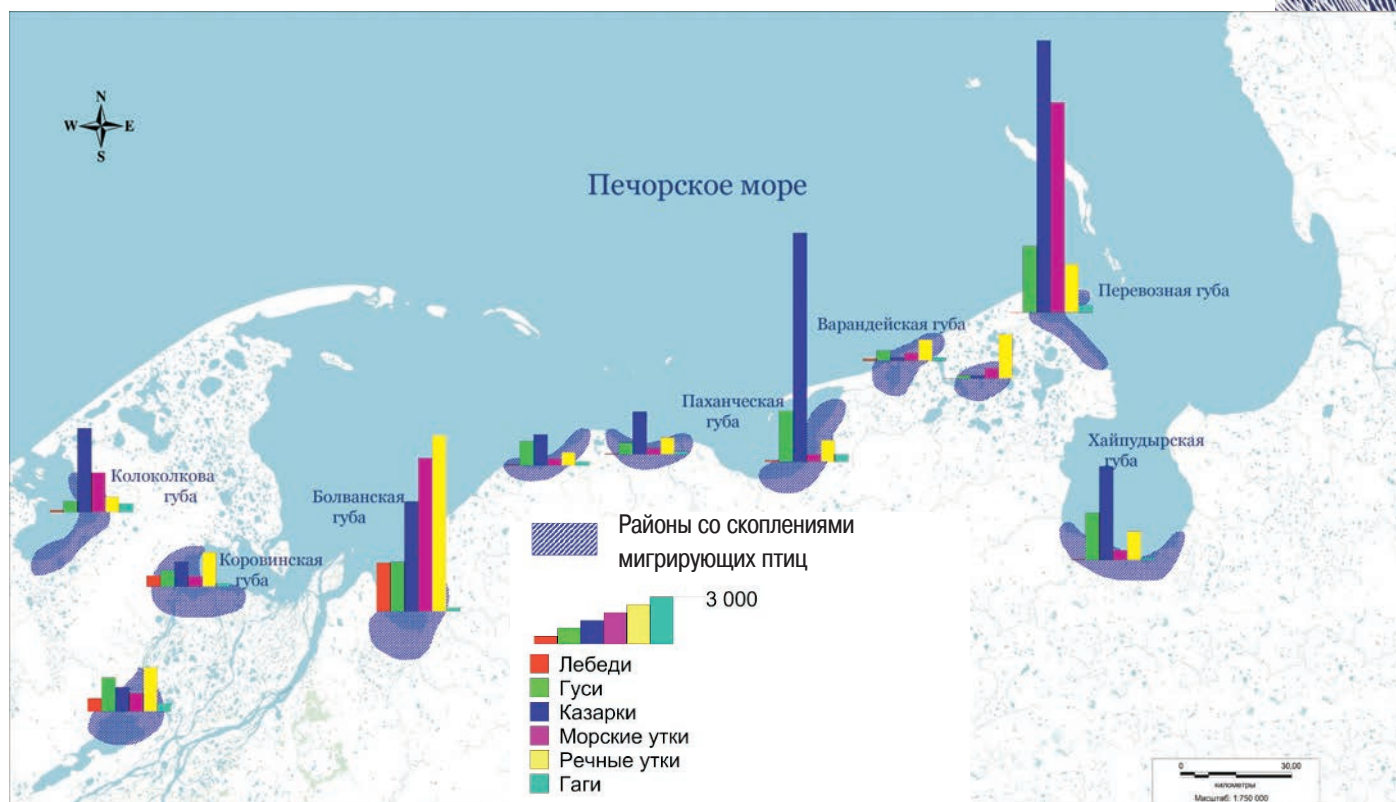 N
W E
S
Печорское море
Перевозная губа
Варандейская губа
Паханческая
губа
Хайпудырская
губа
Колоколкова
губа
Болванская
губа
Коровинская
губа
Районы со скоплениями
мигрирующих птиц
3 000
Лебеди
Гуси
Казарки
Морские утки
Речные утки
Гаги
0 30,00
километры
Масштаб: 1:750 000